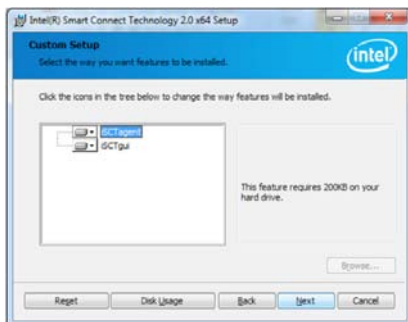 Intel(R) Smart Connect Technology 2.0 x64 Setup
Custom Setup
Select the way you want features to be installed.
intel
Click the icons in the tree below to change the way features will be installed.
iSCTagent
iSCTgui
This feature requires 200KB on your
hard drive.
Browse...
Reset
Disk Usage
Back
Next
Cancel